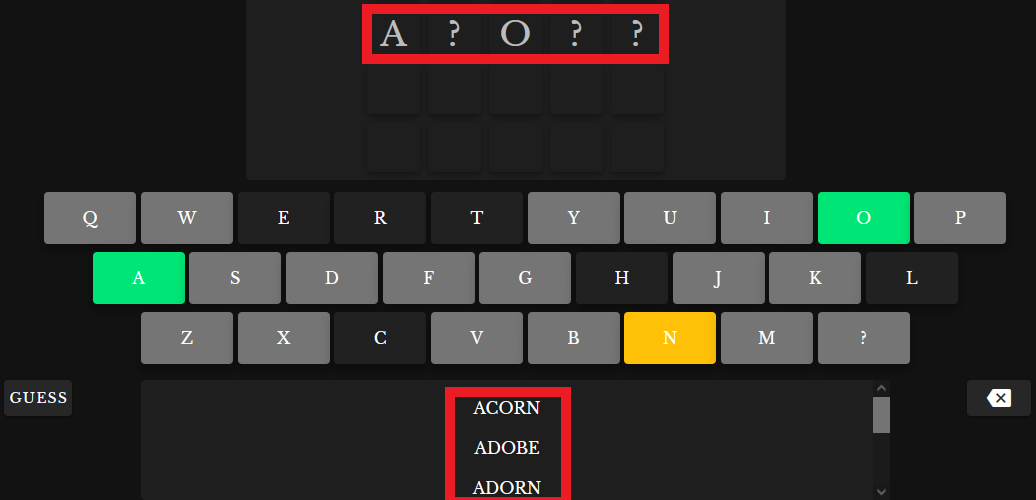 A ? O ? ?
Q W E R T Y U I O P
A S D F G H J K L
Z X C V B N M ?
GUESS
ACORN
ADOBE
ADORN